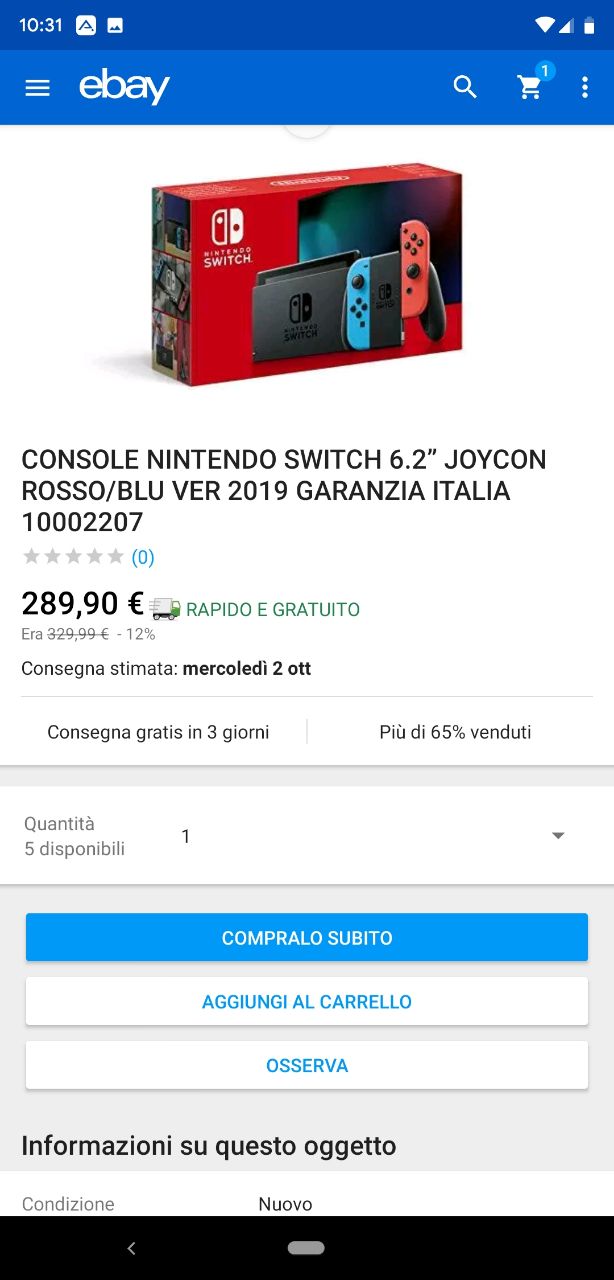 10:31
ebay
1
Nintendo
NINTENDO
SWITCH
NINTENDO
SWITCH
CONSOLE NINTENDO SWITCH 6.2” JOYCON
ROSSO/BLU VER 2019 GARANZIA ITALIA
10002207
(0)
289,90 € RAPIDO E GRATUITO
Era 329,99 € - 12%
Consegna stimata: mercoledì 2 ott
Consegna gratis in 3 giorni
Più di 65% venduti
Quantità
5 disponibili
1
COMPRALO SUBITO
AGGIUNGI AL CARRELLO
OSSERVA
Informazioni su questo oggetto
Condizione Nuovo